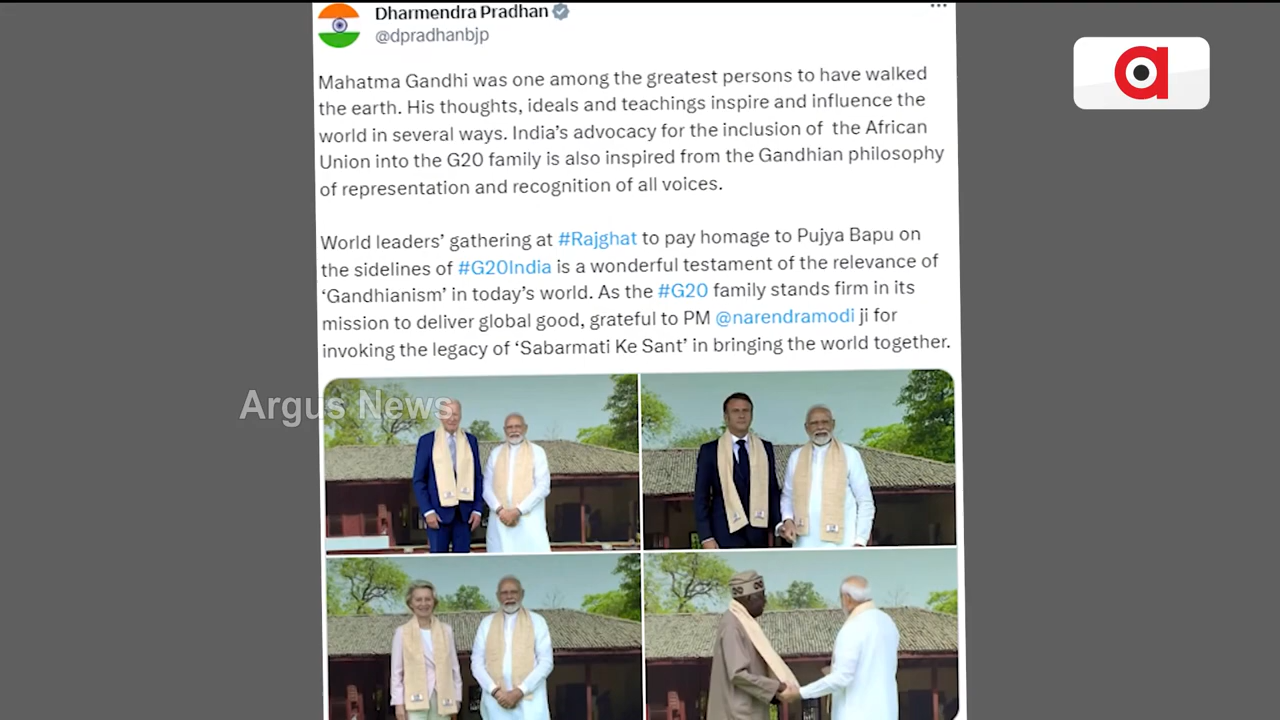 Dharmendra Pradhan
@dpradhanbjp
Mahatma Gandhi was one among the greatest persons to have walked
the earth. His thoughts, ideals and teachings inspire and influence the
world in several ways. India’s advocacy for the inclusion of the African
Union into the G20 family is also inspired from the Gandhian philosophy
of representation and recognition of all voices.
World leaders’ gathering at #Rajghat to pay homage to Pujya Bapu on
the sidelines of #G20India is a wonderful testament of the relevance of
‘Gandhianism’ in today’s world. As the #G20 family stands firm in its
mission to deliver global good, grateful to PM @narendramodi ji for
invoking the legacy of ‘Sabarmati Ke Sant’ in bringing the world together.
Argus News
a